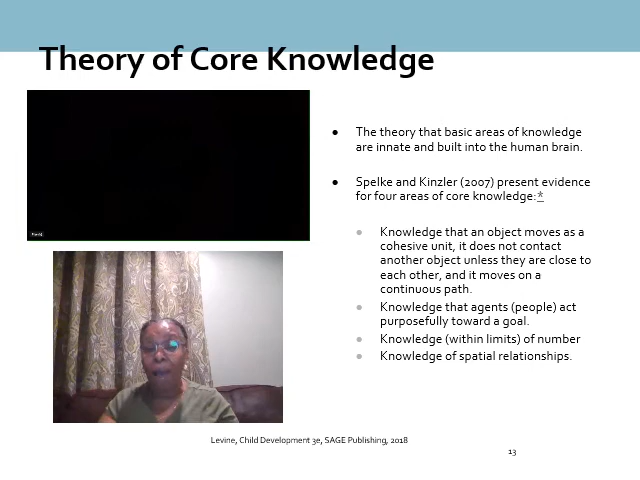 Theory of Core Knowledge
● The theory that basic areas of knowledge
are innate and built into the human brain.
● Spelke and Kinzler (2007) present evidence
for four areas of core knowledge:*
● Knowledge that an object moves as a
cohesive unit, it does not contact
another object unless they are close to
each other, and it moves on a
continuous path.
● Knowledge that agents (people) act
purposefully toward a goal.
● Knowledge (within limits) of number
● Knowledge of spatial relationships.
Levine, Child Development 3e, SAGE Publishing, 2018
13